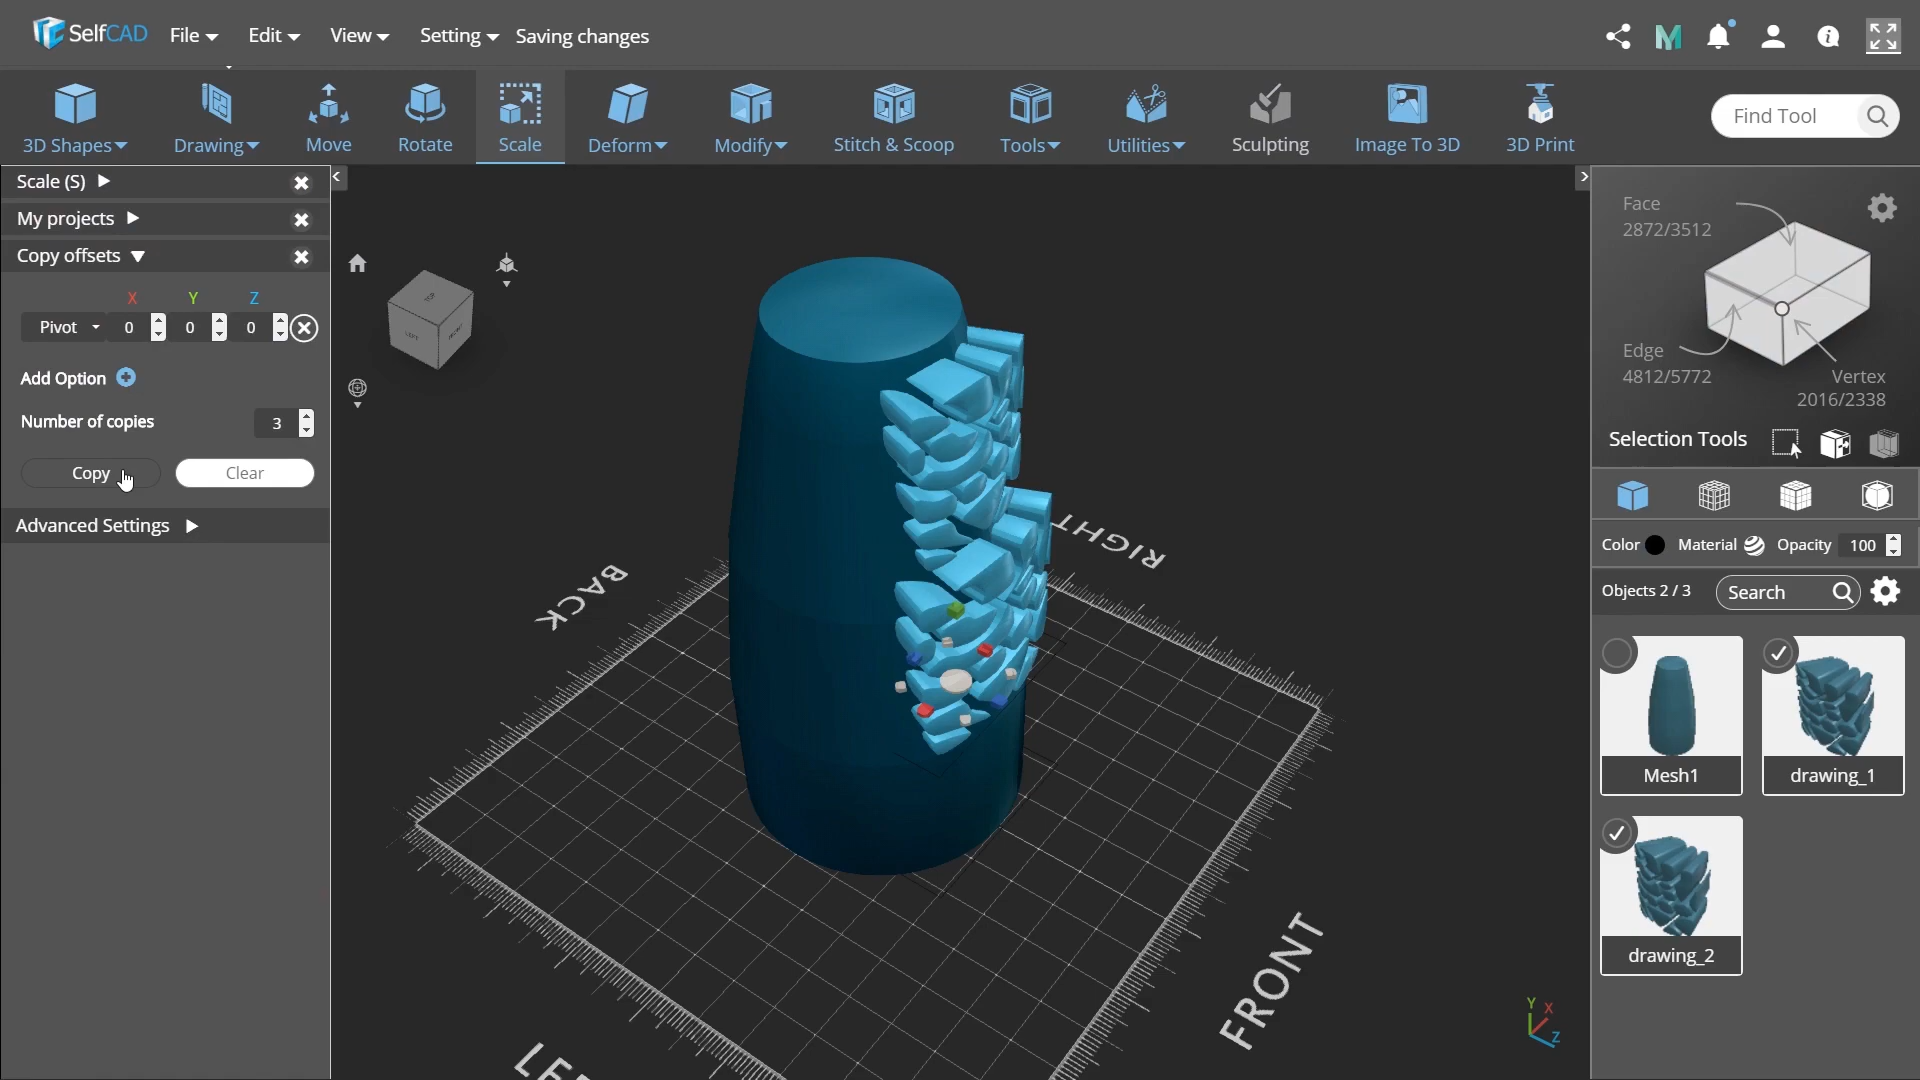 SelfCAD File Edit View Setting Saving changes
3D Shapes Drawing Move Rotate Scale Deform Modify Stitch & Scoop Tools Utilities Sculpting Image To 3D 3D Print Find Tool
Scale (S)
My projects
Copy offsets
X Y Z
Pivot 0 0 0
Add Option
Number of copies 3
Copy Clear
Advanced Settings
BACK
RIGHT
FRONT
Y X Z
Face
2872/3512
Edge
4812/5772
Vertex
2016/2338
Selection Tools
Color Material Opacity 100
Objects 2 / 3 Search
Mesh1 drawing_1
drawing_2